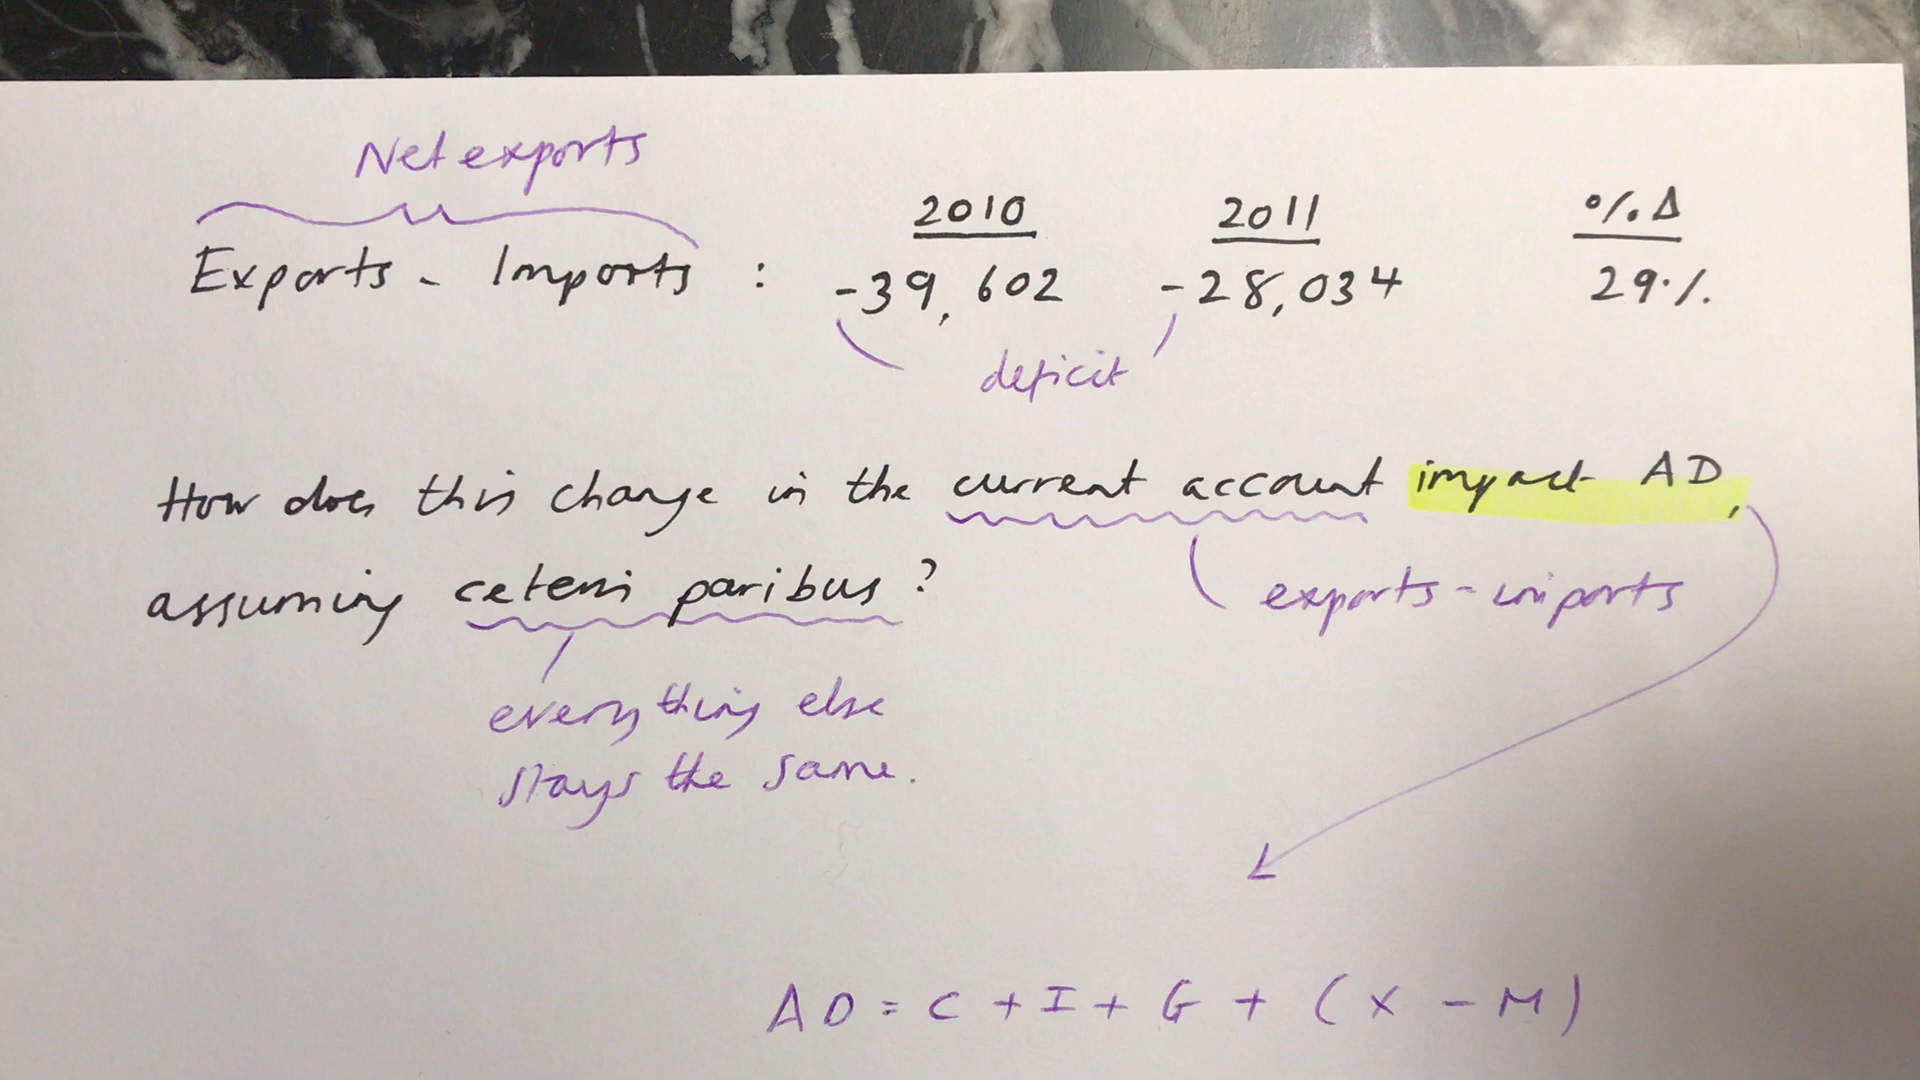 Net exports
2010 2011 %Δ
Exports - Imports : -39,602 -28,034 29%
deficit
How does this change in the current account impact AD,
assuming ceteris paribus?
exports - imports
everything else
stays the same.
AD = C + I + G + (X - M)